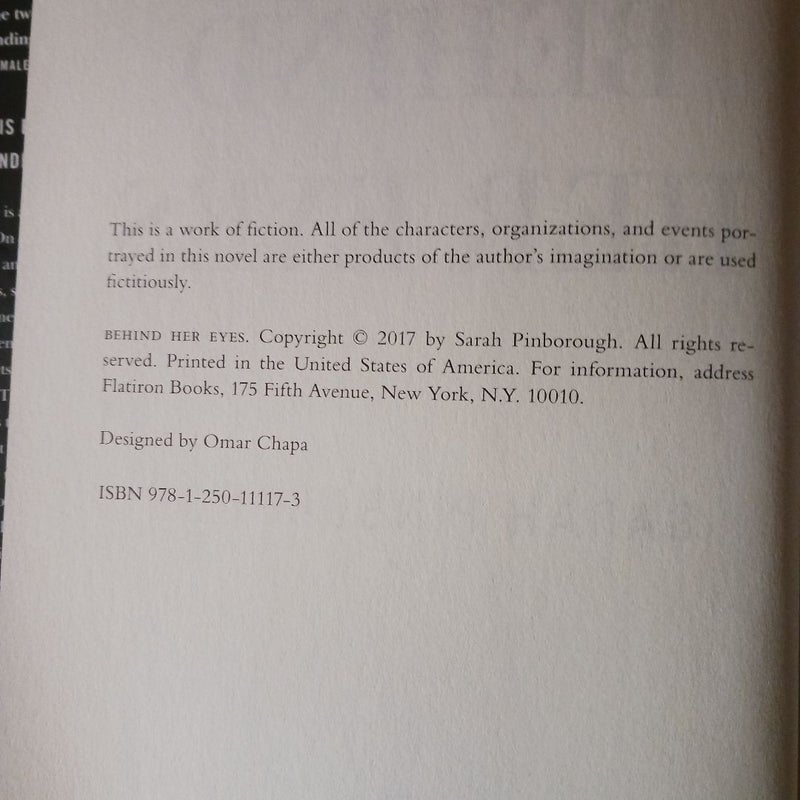 MALE
This is a work of fiction. All of the characters, organizations, and events por-
trayed in this novel are either products of the author's imagination or are used
fictitiously.
BEHIND HER EYES. Copyright © 2017 by Sarah Pinborough. All rights re-
served. Printed in the United States of America. For information, address
Flatiron Books, 175 Fifth Avenue, New York, N.Y. 10010.
Designed by Omar Chapa
ISBN 978-1-250-11117-3